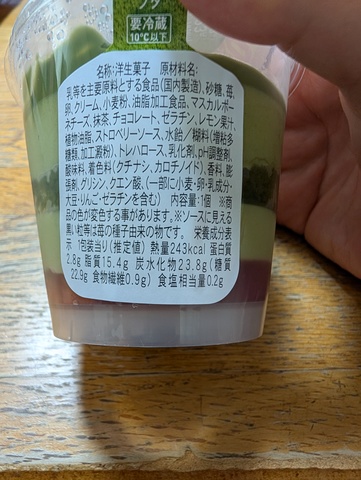 フタ
要冷蔵
10℃以下
名称:洋生菓子 原材料名:
乳等を主要原料とする食品(国内製造)、砂糖、苺、
卵、クリーム、小麦粉、油脂加工食品、マスカルポー
ネチーズ、抹茶、チョコレート、ゼラチン、レモン果汁、
植物油脂、ストロベリーソース、水飴/糊料(増粘多
糖類、加工澱粉)、トレハロース、乳化剤、pH調整剤、
酸味料、着色料(クチナシ、カロチノイド)、香料、膨
張剤、グリシン、クエン酸、(一部に小麦・卵・乳成分・
大豆・りんご・ゼラチンを含む) 内容量:1個 ※商
品の色が変色する事があります。※ソースに見える
黒い粒等は苺の種子由来の物です。 栄養成分表
示 1包装当り(推定値) 熱量243kcal 蛋白質
2.8g 脂質15.4g 炭水化物23.8g(糖質
22.9g 食物繊維0.9g) 食塩相当量0.2g